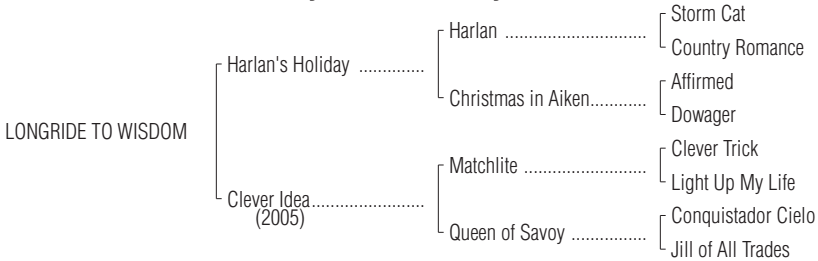 Storm Cat
Harlan ..............................
Country Romance
Harlan's Holiday ..............
Affirmed
Christmas in Aiken............
Dowager
LONGRIDE TO WISDOM
Clever Trick
Matchlite ..........................
Light Up My Life
Clever Idea........................
(2005)
Conquistador Cielo
Queen of Savoy ................
Jill of All Trades